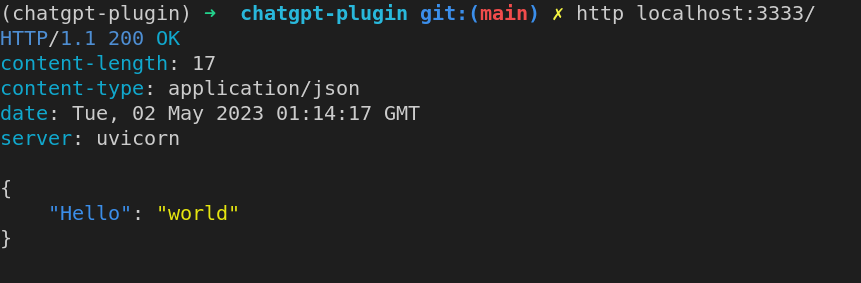 (chatgpt-plugin) → chatgpt-plugin git:(main) ✗ http localhost:3333/
HTTP/1.1 200 OK
content-length: 17
content-type: application/json
date: Tue, 02 May 2023 01:14:17 GMT
server: uvicorn
{
    "Hello": "world"
}